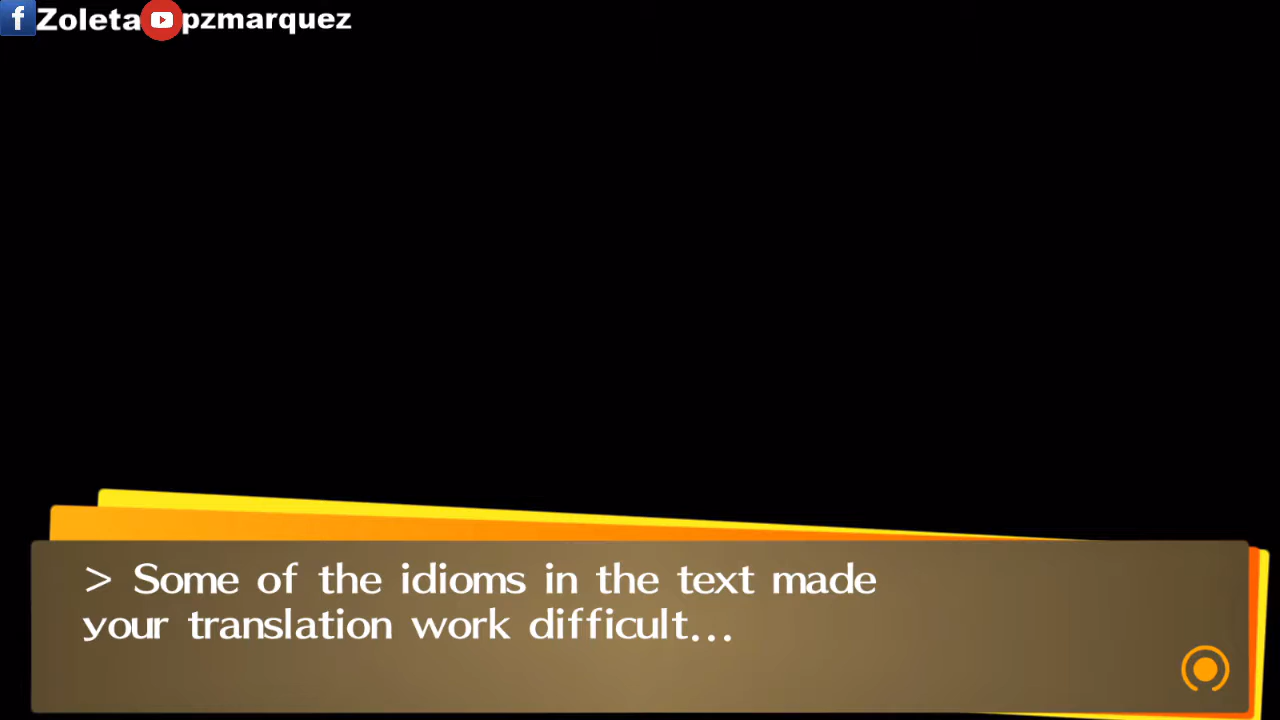 Zoleta pzmarquez
> Some of the idioms in the text made
your translation work difficult...